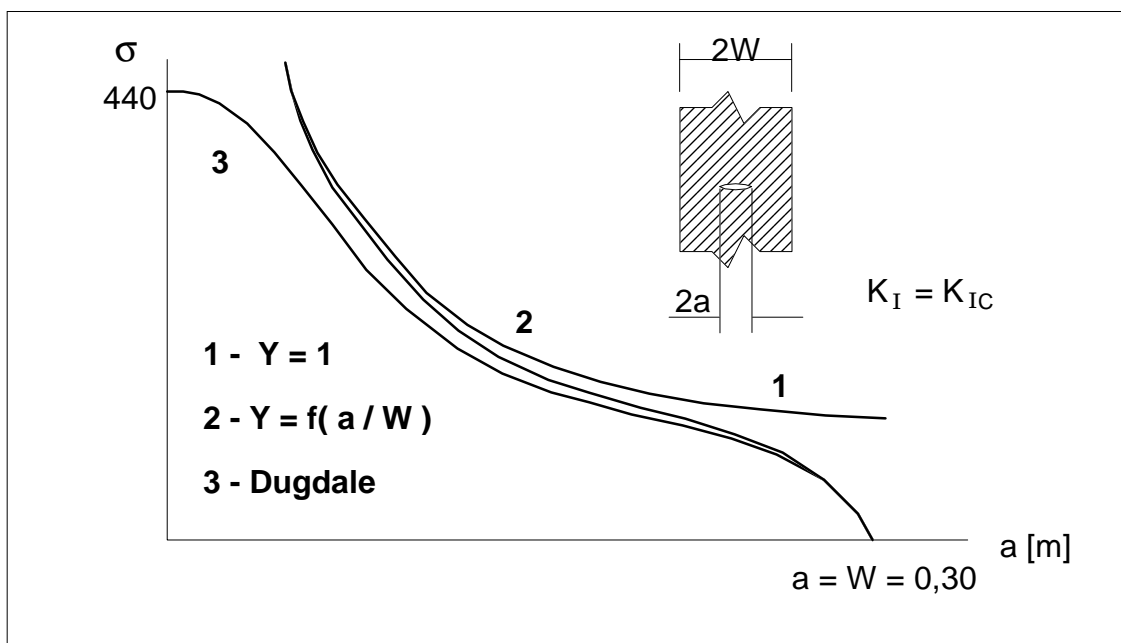 σ
440
3
2W
2a
K_I = K_IC
2
1
1 - Y = 1
2 - Y = f( a / W )
3 - Dugdale
a [m]
a = W = 0,30